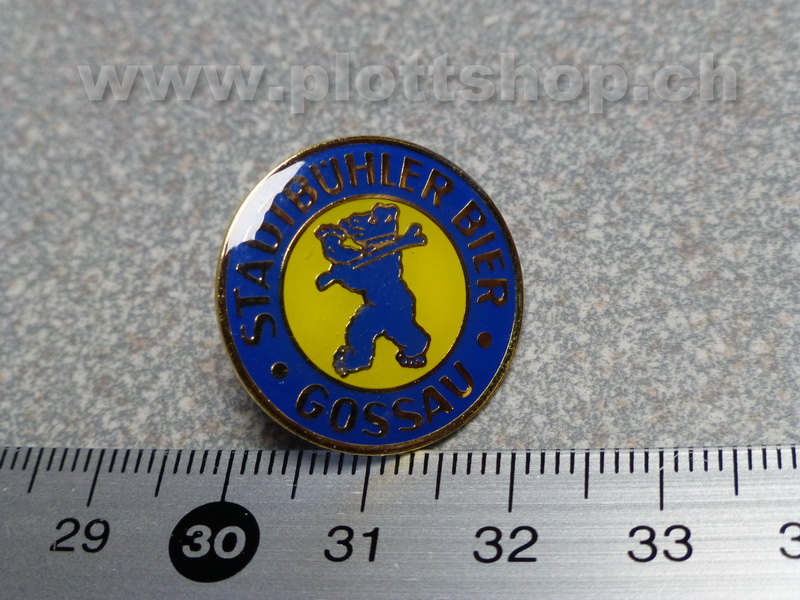 www.plottshop.ch
STADTBÜHLER BIER
• GOSSAU •
29 30 31 32 33